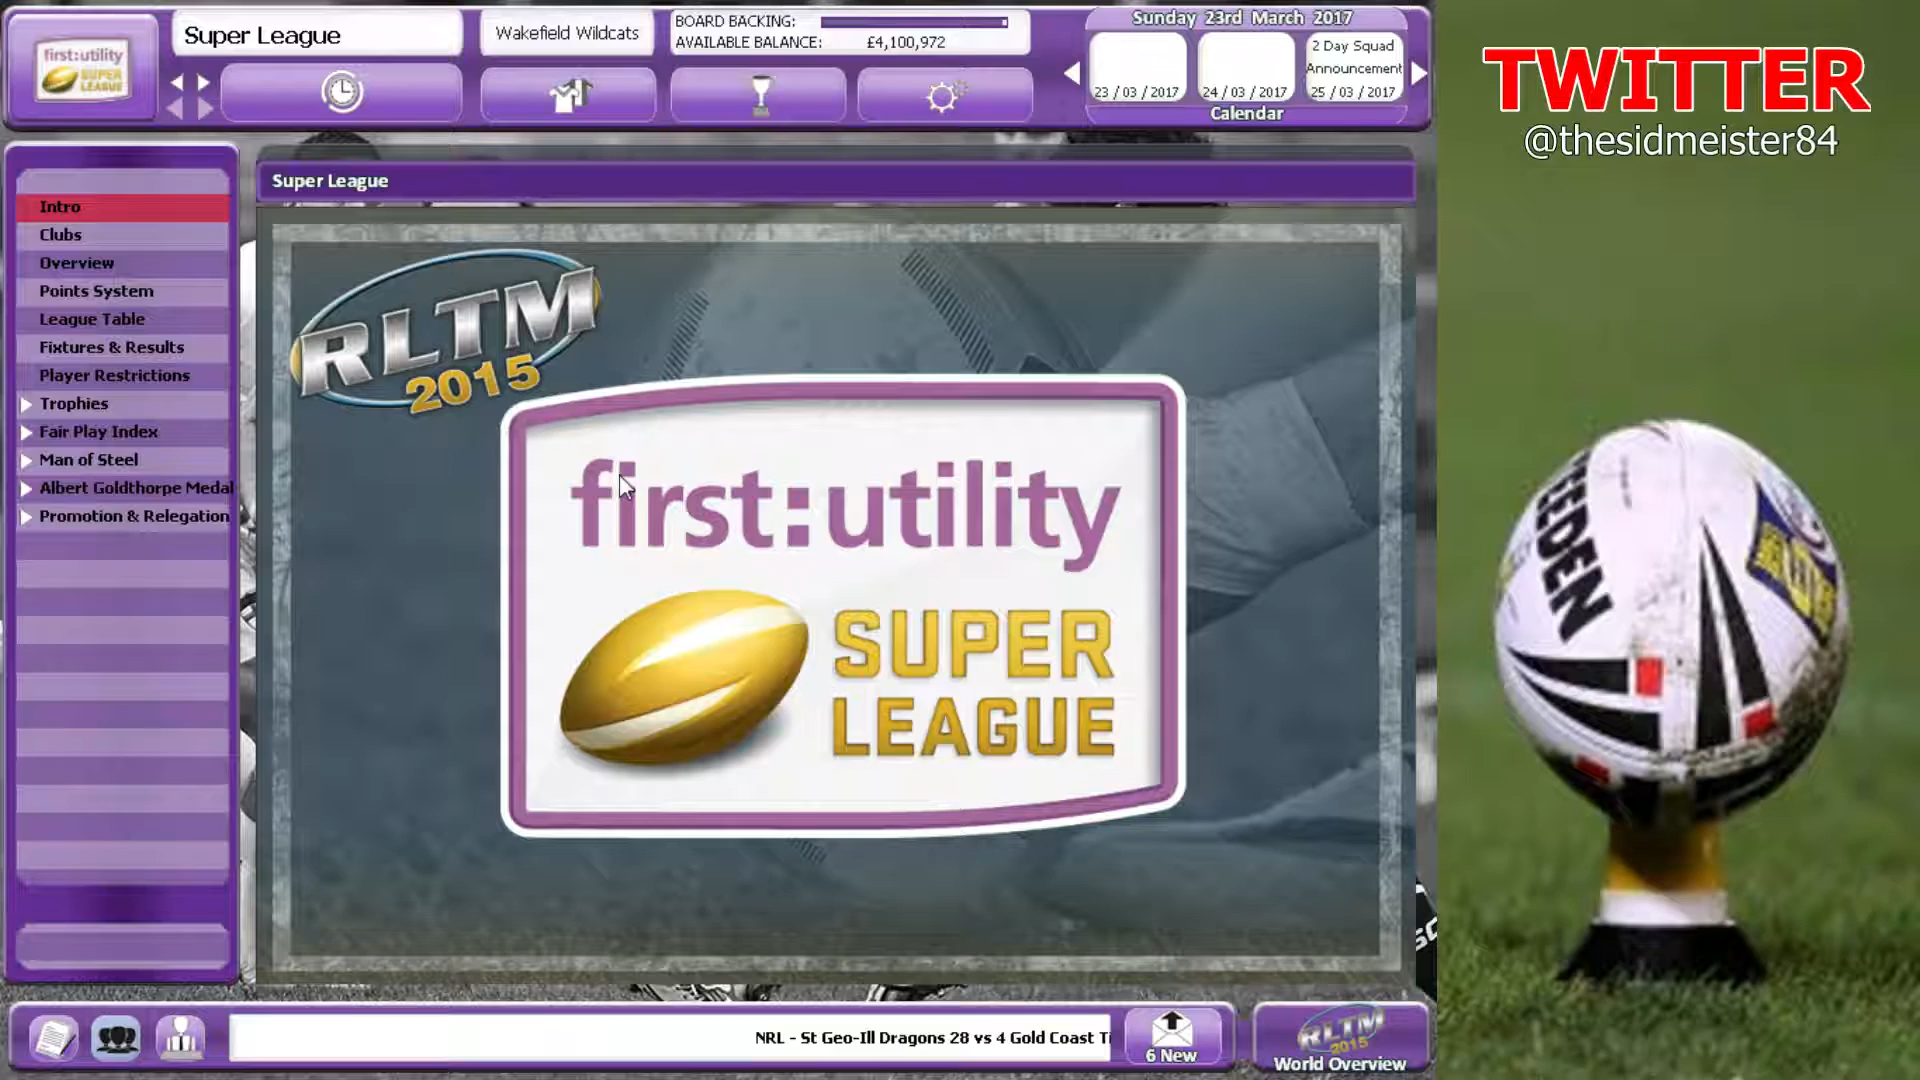 first:utility
SUPER
LEAGUE
Super League
Wakefield Wildcats
BOARD BACKING:
AVAILABLE BALANCE: £4,100,972
Sunday 23rd March 2017
23 / 03 / 2017
24 / 03 / 2017
2 Day Squad
Announcement
25 / 03 / 2017
Calendar
TWITTER
@thesidmeister84
Intro
Clubs
Overview
Points System
League Table
Fixtures & Results
Player Restrictions
Trophies
Fair Play Index
Man of Steel
Albert Goldthorpe Medal
Promotion & Relegation
Super League
RLTM
2015
first:utility
SUPER
LEAGUE
STEEDEN
NRL - St Geo-Ill Dragons 28 vs 4 Gold Coast Ti
6 New
RLTM
2015
World Overview